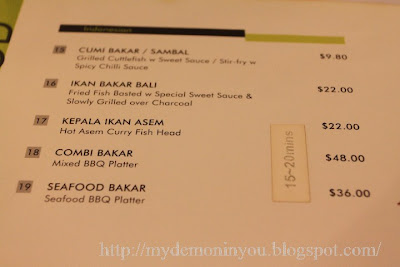 Indonesian
15 CUMI BAKAR / SAMBAL
Grilled Cuttlefish w Sweet Sauce / Stir-fry w
Spicy Chilli Sauce
$9.80
16 IKAN BAKAR BALI
Fried Fish Basted w Special Sweet Sauce &
Slowly Grilled over Charcoal
$22.00
17 KEPALA IKAN ASEM
Hot Asem Curry Fish Head
$22.00
18 COMBI BAKAR
Mixed BBQ Platter
$48.00
19 SEAFOOD BAKAR
Seafood BBQ Platter
$36.00
15~20mins
http://mydemoninyou.blogspot.com/